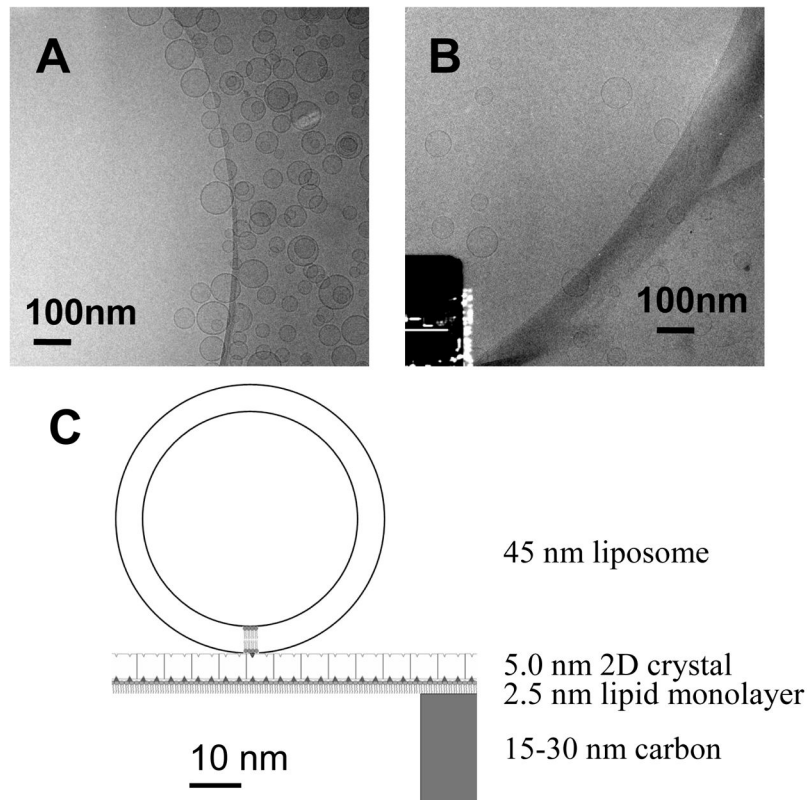 A
B
100nm
100nm
C
45 nm liposome
5.0 nm 2D crystal
2.5 nm lipid monolayer
10 nm
15-30 nm carbon